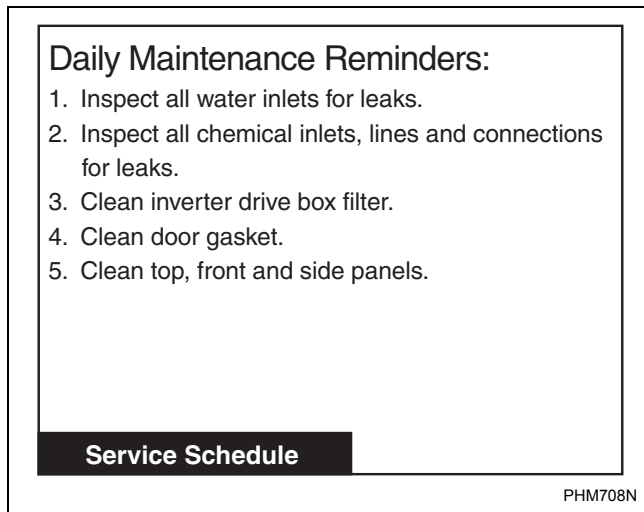 Daily Maintenance Reminders:
1. Inspect all water inlets for leaks.
2. Inspect all chemical inlets, lines and connections
for leaks.
3. Clean inverter drive box filter.
4. Clean door gasket.
5. Clean top, front and side panels.
Service Schedule
PHM708N